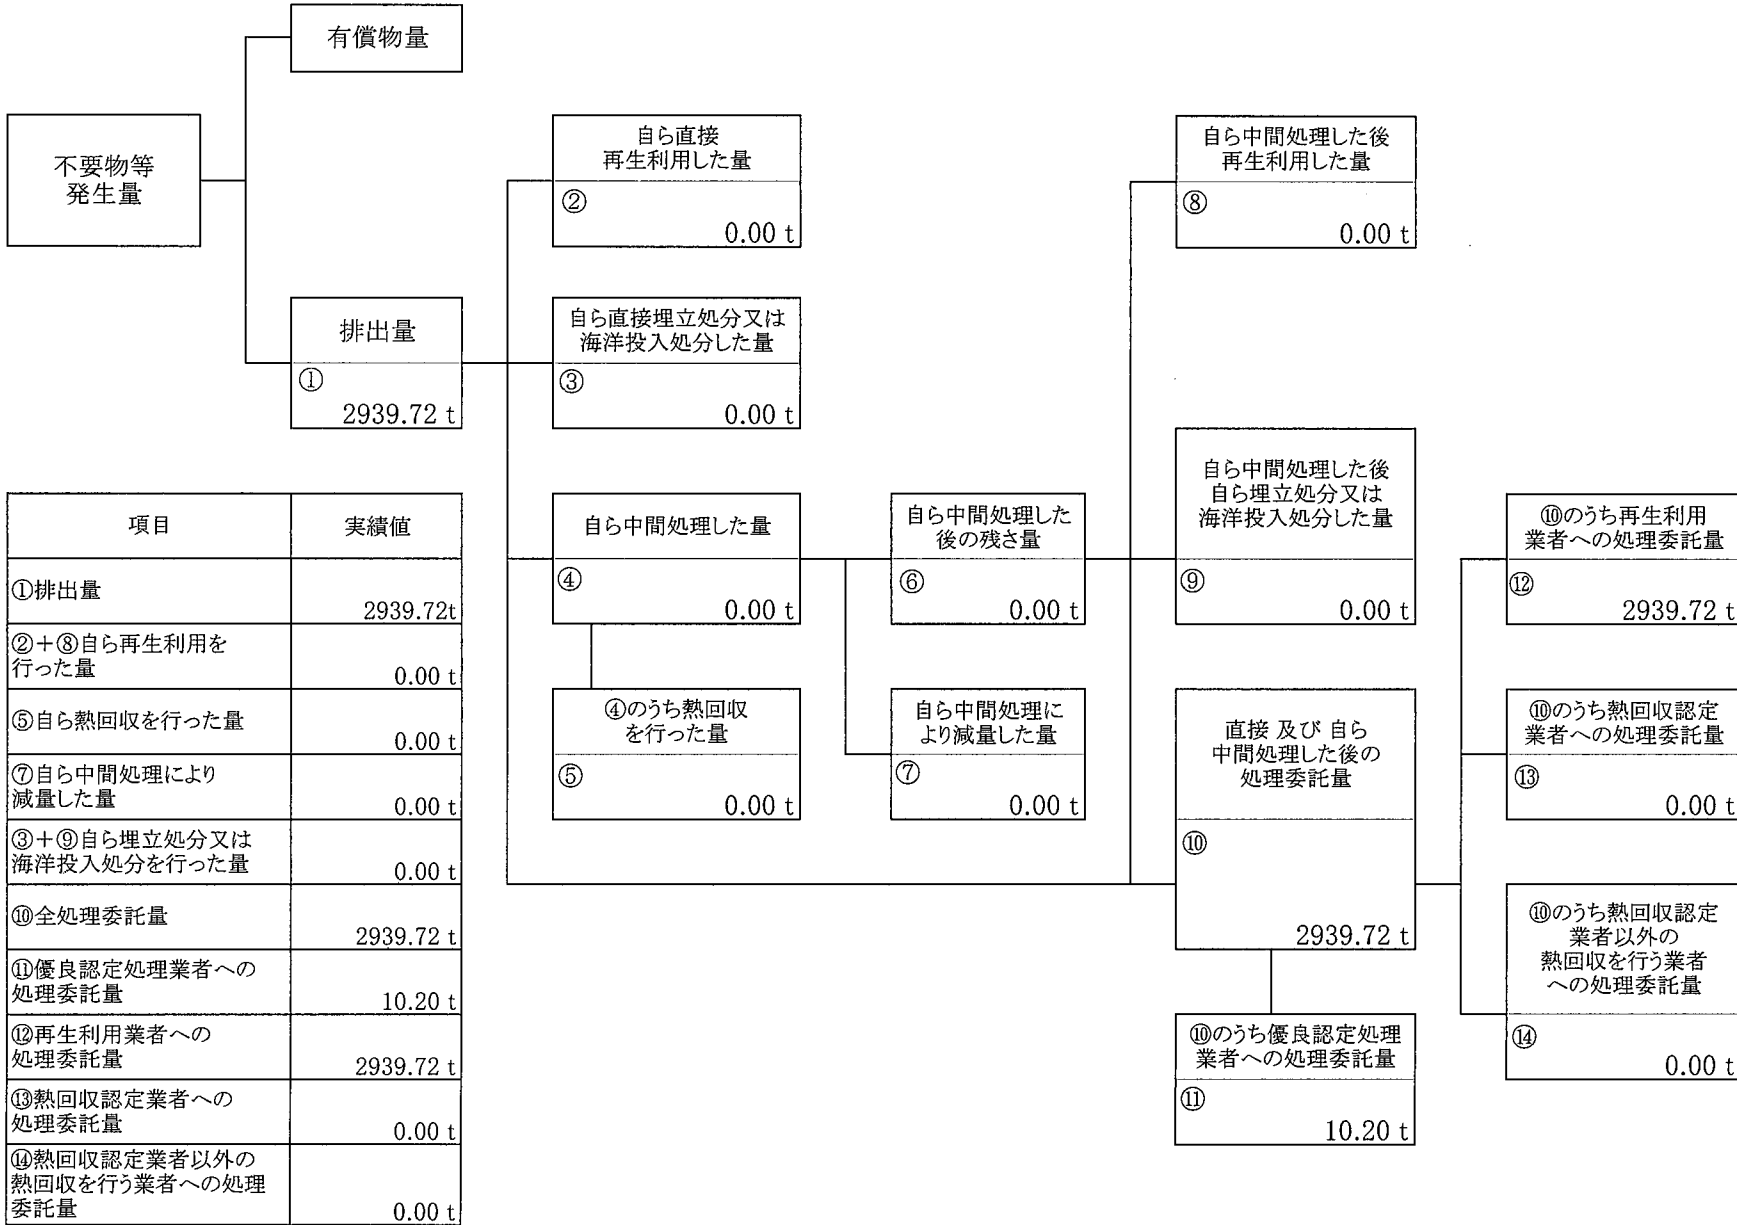 有償物量
不要物等
発生量
排出量
①
2939.72 t
自ら直接
再生利用した量
②
0.00 t
自ら直接埋立処分又は
海洋投入処分した量
③
0.00 t
自ら中間処理した量
④
0.00 t
④のうち熱回収
を行った量
⑤
0.00 t
自ら中間処理した
後の残さ量
⑥
0.00 t
自ら中間処理に
より減量した量
⑦
0.00 t
自ら中間処理した後
再生利用した量
⑧
0.00 t
自ら中間処理した後
自ら埋立処分又は
海洋投入処分した量
⑨
0.00 t
直接 及び 自ら
中間処理した後の
処理委託量
⑩
2939.72 t
⑩のうち優良認定処理
業者への処理委託量
⑪
10.20 t
⑩のうち再生利用
業者への処理委託量
⑫
2939.72 t
⑩のうち熱回収認定
業者への処理委託量
⑬
0.00 t
⑩のうち熱回収認定
業者以外の
熱回収を行う業者
への処理委託量
⑭
0.00 t
項目 実績値
①排出量
2939.72t
②+⑧自ら再生利用を
行った量
0.00 t
⑤自ら熱回収を行った量
0.00 t
⑦自ら中間処理により
減量した量
0.00 t
③+⑨自ら埋立処分又は
海洋投入処分を行った量
0.00 t
⑩全処理委託量
2939.72 t
⑪優良認定処理業者への
処理委託量
10.20 t
⑫再生利用業者への
処理委託量
2939.72 t
⑬熱回収認定業者への
処理委託量
0.00 t
⑭熱回収認定業者以外の
熱回収を行う業者への処理
委託量
0.00 t